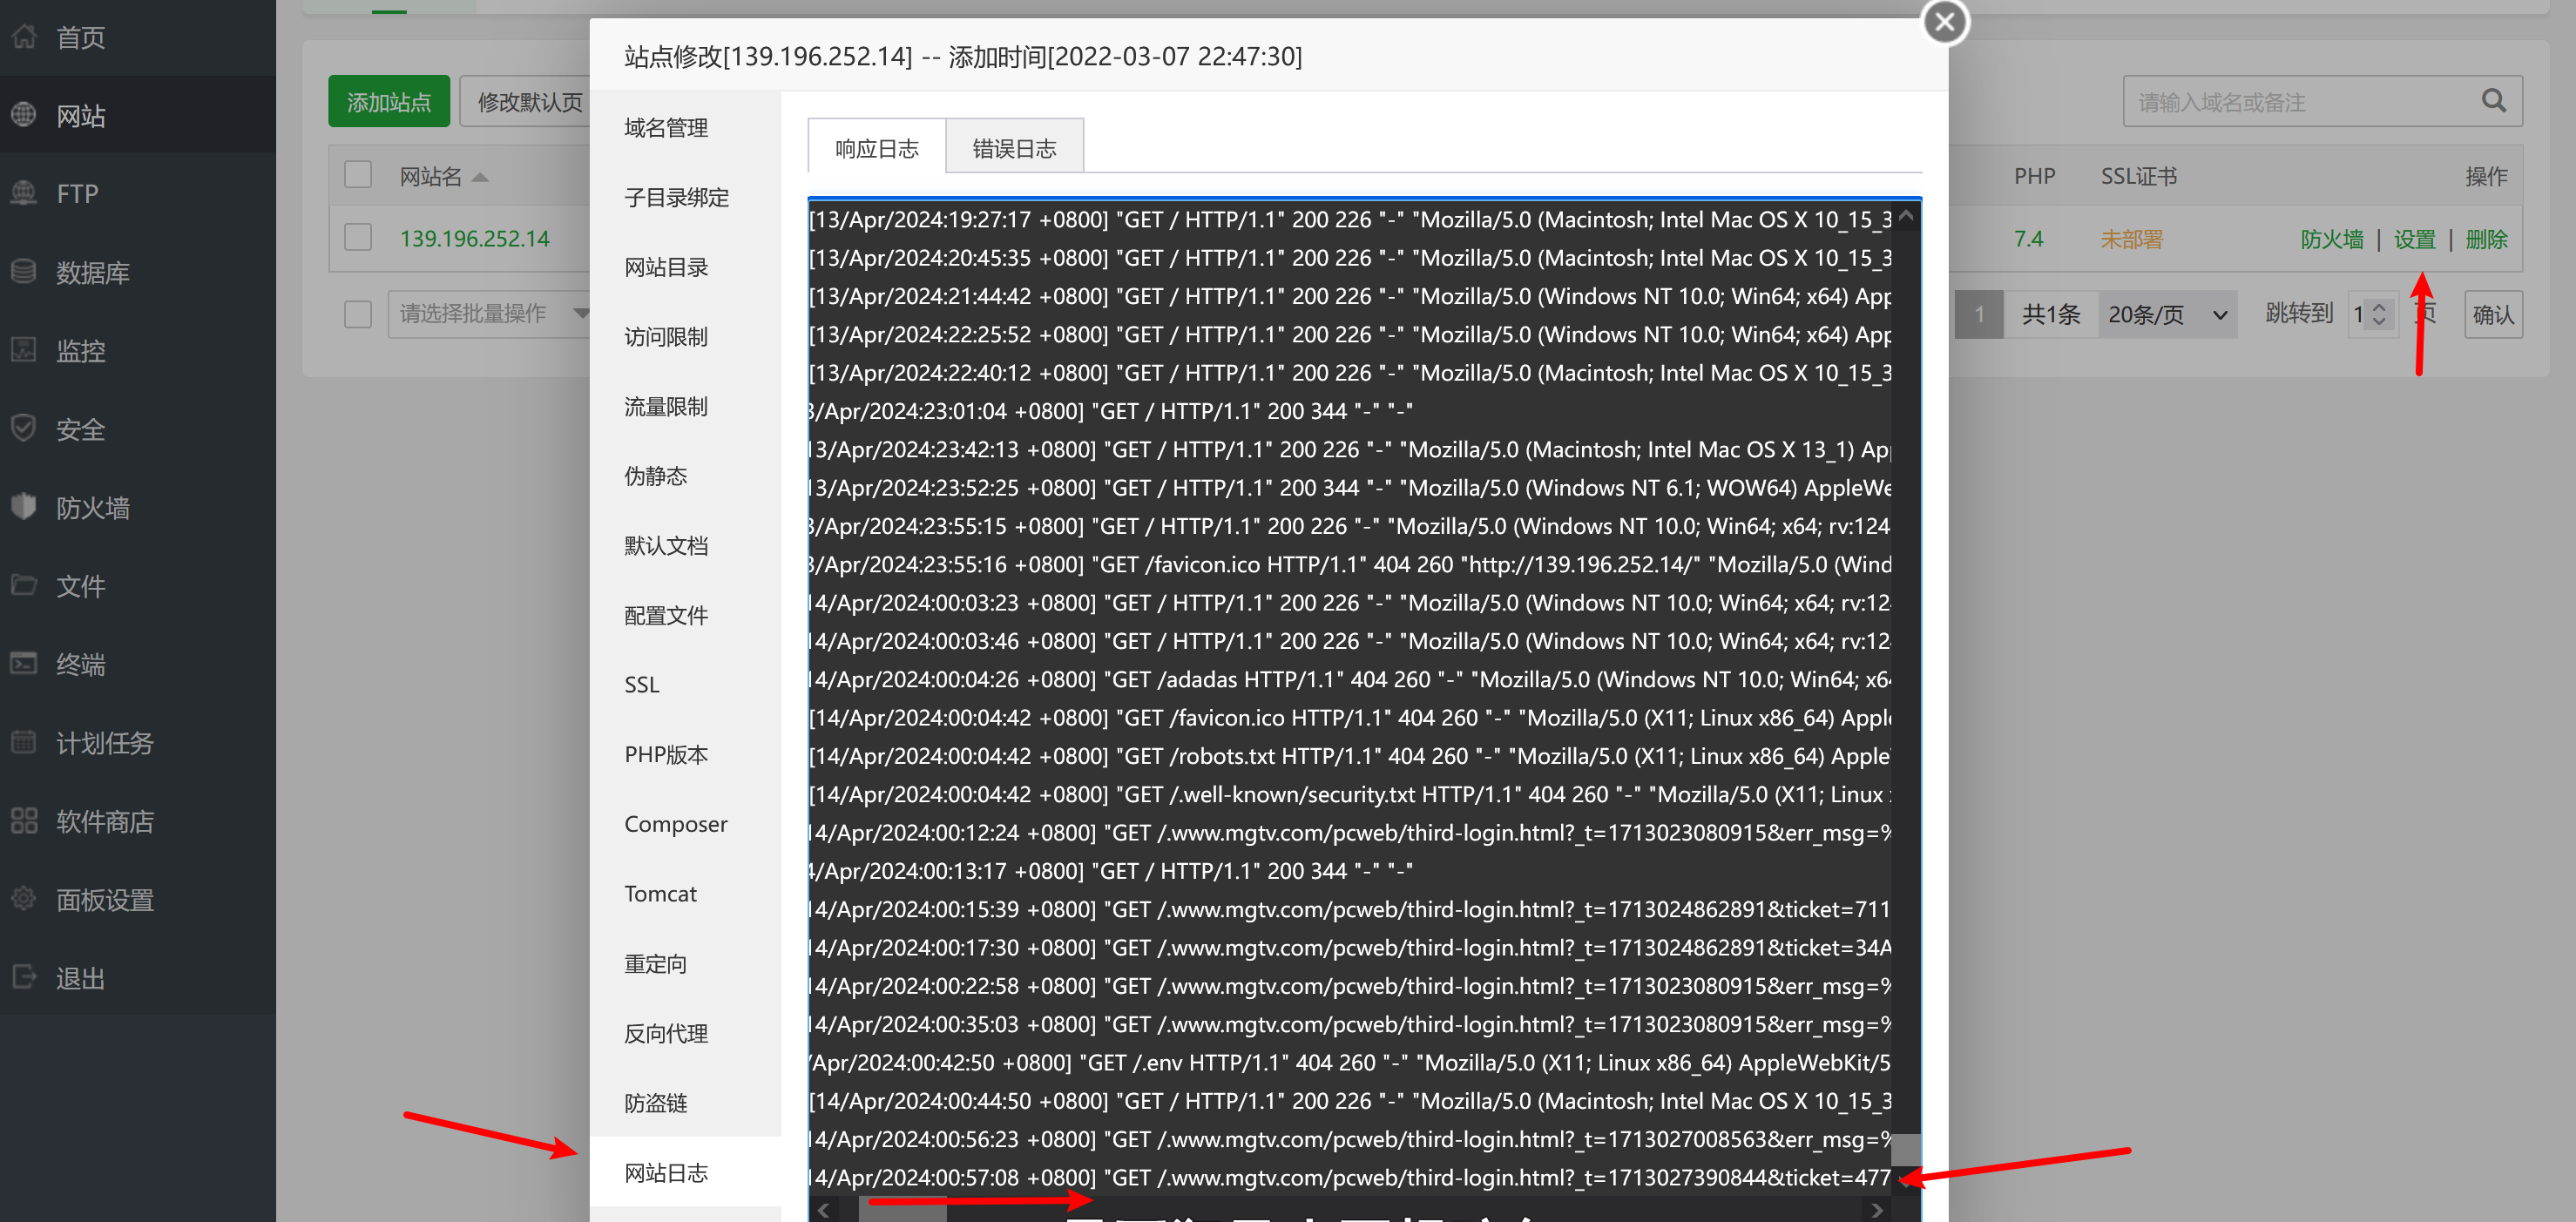 首页
网站
FTP
数据库
监控
安全
防火墙
文件
终端
计划任务
软件商店
面板设置
退出
添加站点
修改默认页
请输入域名或备注
网站名
PHP
SSL证书
操作
139.196.252.14
7.4
未部署
防火墙 | 设置 | 删除
请选择批量操作
1
共1条
20条/页
跳转到
1
页
确认
站点修改[139.196.252.14] -- 添加时间[2022-03-07 22:47:30]
域名管理
子目录绑定
网站目录
访问限制
流量限制
伪静态
默认文档
配置文件
SSL
PHP版本
Composer
Tomcat
重定向
反向代理
防盗链
网站日志
响应日志
错误日志
[13/Apr/2024:19:27:17 +0800] "GET / HTTP/1.1" 200 226 "-" "Mozilla/5.0 (Macintosh; Intel Mac OS X 10_15_3
[13/Apr/2024:20:45:35 +0800] "GET / HTTP/1.1" 200 226 "-" "Mozilla/5.0 (Macintosh; Intel Mac OS X 10_15_3
[13/Apr/2024:21:44:42 +0800] "GET / HTTP/1.1" 200 226 "-" "Mozilla/5.0 (Windows NT 10.0; Win64; x64) App
[13/Apr/2024:22:25:52 +0800] "GET / HTTP/1.1" 200 226 "-" "Mozilla/5.0 (Windows NT 10.0; Win64; x64) App
[13/Apr/2024:22:40:12 +0800] "GET / HTTP/1.1" 200 226 "-" "Mozilla/5.0 (Macintosh; Intel Mac OS X 10_15_3
3/Apr/2024:23:01:04 +0800] "GET / HTTP/1.1" 200 344 "-" "-"
13/Apr/2024:23:42:13 +0800] "GET / HTTP/1.1" 200 226 "-" "Mozilla/5.0 (Macintosh; Intel Mac OS X 13_1) Ap
13/Apr/2024:23:52:25 +0800] "GET / HTTP/1.1" 200 344 "-" "Mozilla/5.0 (Windows NT 6.1; WOW64) AppleWe
3/Apr/2024:23:55:15 +0800] "GET / HTTP/1.1" 200 226 "-" "Mozilla/5.0 (Windows NT 10.0; Win64; x64; rv:124
3/Apr/2024:23:55:16 +0800] "GET /favicon.ico HTTP/1.1" 404 260 "http://139.196.252.14/" "Mozilla/5.0 (Wind
14/Apr/2024:00:03:23 +0800] "GET / HTTP/1.1" 200 226 "-" "Mozilla/5.0 (Windows NT 10.0; Win64; x64; rv:12
14/Apr/2024:00:03:46 +0800] "GET / HTTP/1.1" 200 226 "-" "Mozilla/5.0 (Windows NT 10.0; Win64; x64; rv:12
14/Apr/2024:00:04:26 +0800] "GET /adadas HTTP/1.1" 404 260 "-" "Mozilla/5.0 (Windows NT 10.0; Win64; x6
[14/Apr/2024:00:04:42 +0800] "GET /favicon.ico HTTP/1.1" 404 260 "-" "Mozilla/5.0 (X11; Linux x86_64) Appl
[14/Apr/2024:00:04:42 +0800] "GET /robots.txt HTTP/1.1" 404 260 "-" "Mozilla/5.0 (X11; Linux x86_64) Apple
[14/Apr/2024:00:04:42 +0800] "GET /.well-known/security.txt HTTP/1.1" 404 260 "-" "Mozilla/5.0 (X11; Linux
14/Apr/2024:00:12:24 +0800] "GET /.www.mgtv.com/pcweb/third-login.html?_t=1713023080915&err_msg=%
4/Apr/2024:00:13:17 +0800] "GET / HTTP/1.1" 200 344 "-" "-"
14/Apr/2024:00:15:39 +0800] "GET /.www.mgtv.com/pcweb/third-login.html?_t=1713024862891&ticket=711
14/Apr/2024:00:17:30 +0800] "GET /.www.mgtv.com/pcweb/third-login.html?_t=1713024862891&ticket=34A
14/Apr/2024:00:22:58 +0800] "GET /.www.mgtv.com/pcweb/third-login.html?_t=1713023080915&err_msg=%
14/Apr/2024:00:35:03 +0800] "GET /.www.mgtv.com/pcweb/third-login.html?_t=1713023080915&err_msg=%
/Apr/2024:00:42:50 +0800] "GET /.env HTTP/1.1" 404 260 "-" "Mozilla/5.0 (X11; Linux x86_64) AppleWebKit/5
[14/Apr/2024:00:44:50 +0800] "GET / HTTP/1.1" 200 226 "-" "Mozilla/5.0 (Macintosh; Intel Mac OS X 10_15_3
14/Apr/2024:00:56:23 +0800] "GET /.www.mgtv.com/pcweb/third-login.html?_t=1713027008563&err_msg=%
14/Apr/2024:00:57:08 +0800] "GET /.www.mgtv.com/pcweb/third-login.html?_t=1713027390844&ticket=477